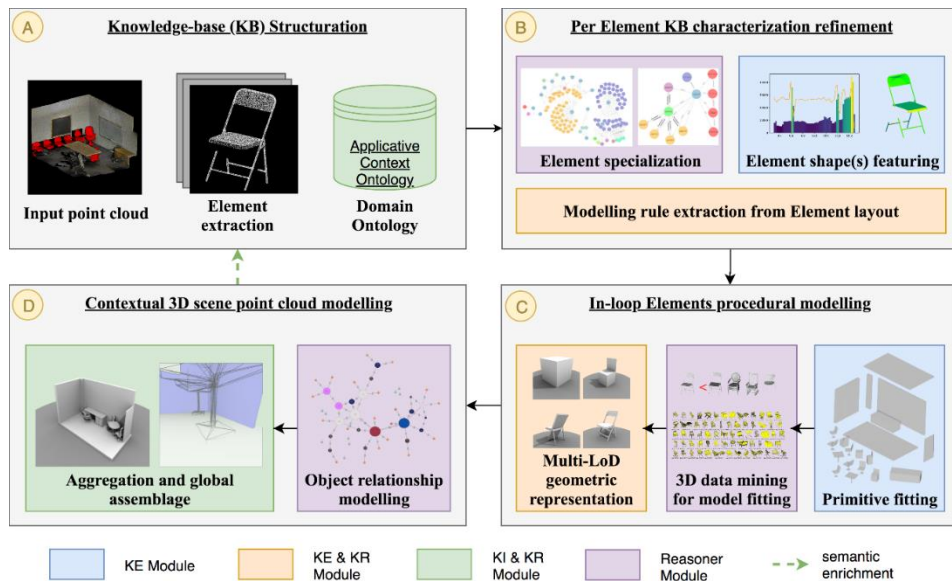 A
Knowledge-base (KB) Structuration
Input point cloud
Element
extraction
Applicative
Context
Ontology
Domain
Ontology
B
Per Element KB characterization refinement
Element specialization
Element shape(s) featuring
Modelling rule extraction from Element layout
D
Contextual 3D scene point cloud modelling
Aggregation and global
assemblage
Object relationship
modelling
C
In-loop Elements procedural modelling
Multi-LoD
geometric
representation
<
3D data mining
for model fitting
Primitive fitting
KE Module
KE & KR
Module
KI & KR
Module
Reasoner
Module
semantic
enrichment